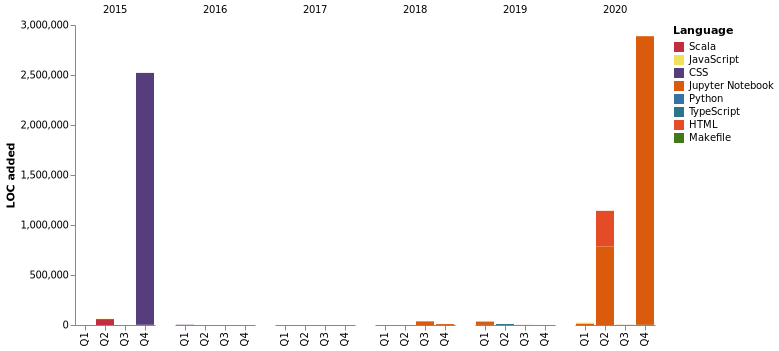 2015 2016 2017 2018 2019 2020
Language
Scala
JavaScript
CSS
Jupyter Notebook
Python
TypeScript
HTML
Makefile
LOC added
3,000,000
2,500,000
2,000,000
1,500,000
1,000,000
500,000
0
Q1 Q2 Q3 Q4 Q1 Q2 Q3 Q4 Q1 Q2 Q3 Q4 Q1 Q2 Q3 Q4 Q1 Q2 Q3 Q4 Q1 Q2 Q3 Q4